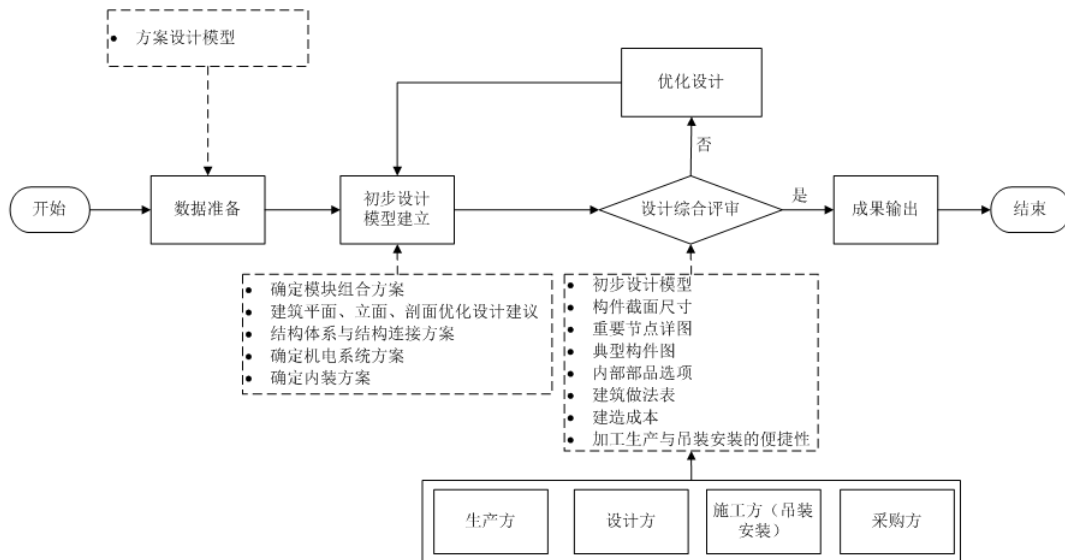 方案设计模型
优化设计
否
开始
数据准备
初步设计
模型建立
设计综合评审
是
成果输出
结束
确定模块组合方案
建筑平面、立面、剖面优化设计建议
结构体系与结构连接方案
确定机电系统方案
确定内装方案
初步设计模型
构件截面尺寸
重要节点详图
典型构件图
内部部品选项
建筑做法表
建造成本
加工生产与吊装安装的便捷性
生产方
设计方
施工方（吊装
安装）
采购方